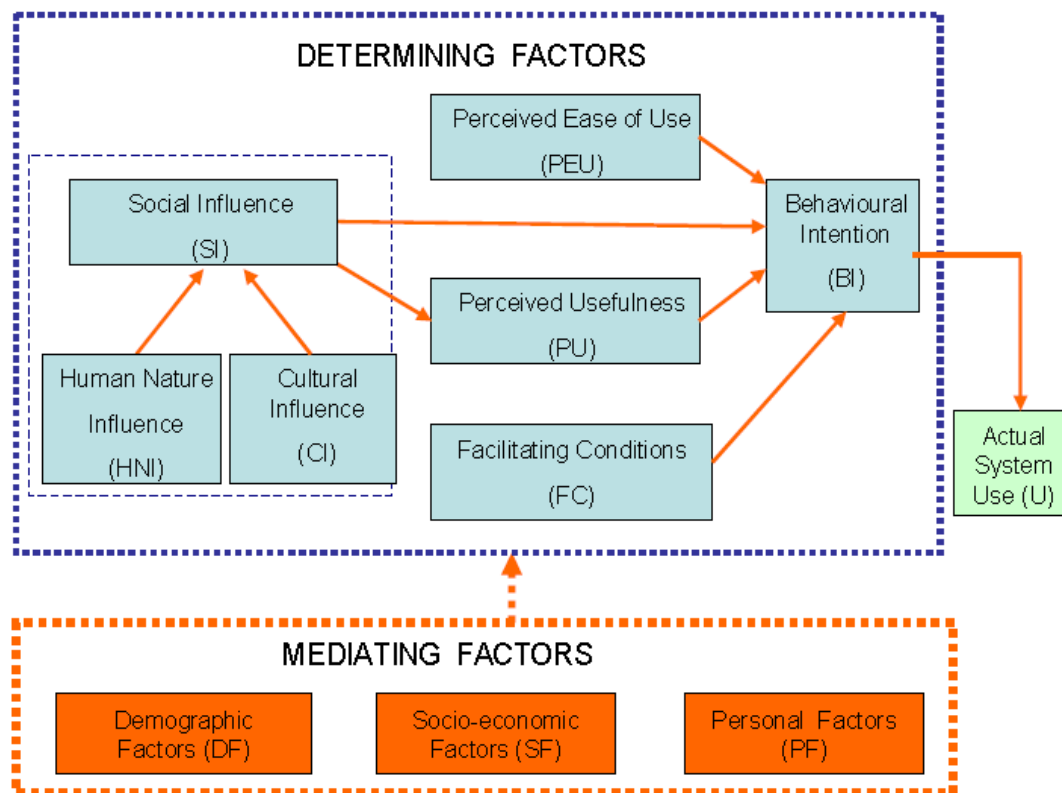 DETERMINING FACTORS
Perceived Ease of Use
(PEU)
Social Influence
(SI)
Behavioural
Intention
(BI)
Perceived Usefulness
(PU)
Human Nature
Influence
(HNI)
Cultural
Influence
(CI)
Facilitating Conditions
(FC)
Actual
System
Use (U)
MEDIATING FACTORS
Demographic
Factors (DF)
Socio-economic
Factors (SF)
Personal Factors
(PF)